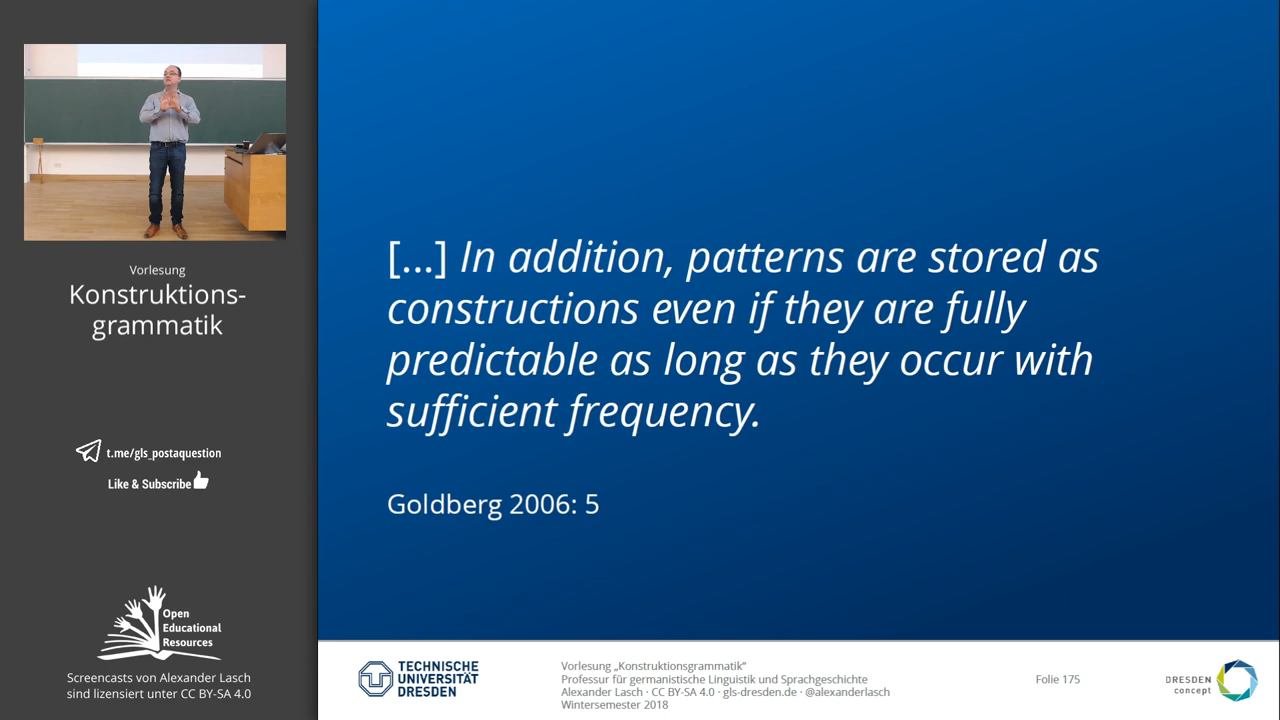 Vorlesung
Konstruktions-
grammatik
t.me/gls_postaquestion
Like & Subscribe
Open
Educational
Resources
Screencasts von Alexander Lasch
sind lizensiert unter CC BY-SA 4.0
[...] In addition, patterns are stored as
constructions even if they are fully
predictable as long as they occur with
sufficient frequency.
Goldberg 2006: 5
TECHNISCHE
UNIVERSITÄT
DRESDEN
Vorlesung „Konstruktionsgrammatik“
Professur für germanistische Linguistik und Sprachgeschichte
Alexander Lasch · CC BY-SA 4.0 · gls-dresden.de · @alexanderlasch
Wintersemester 2018
Folie 175
DRESDEN
concept